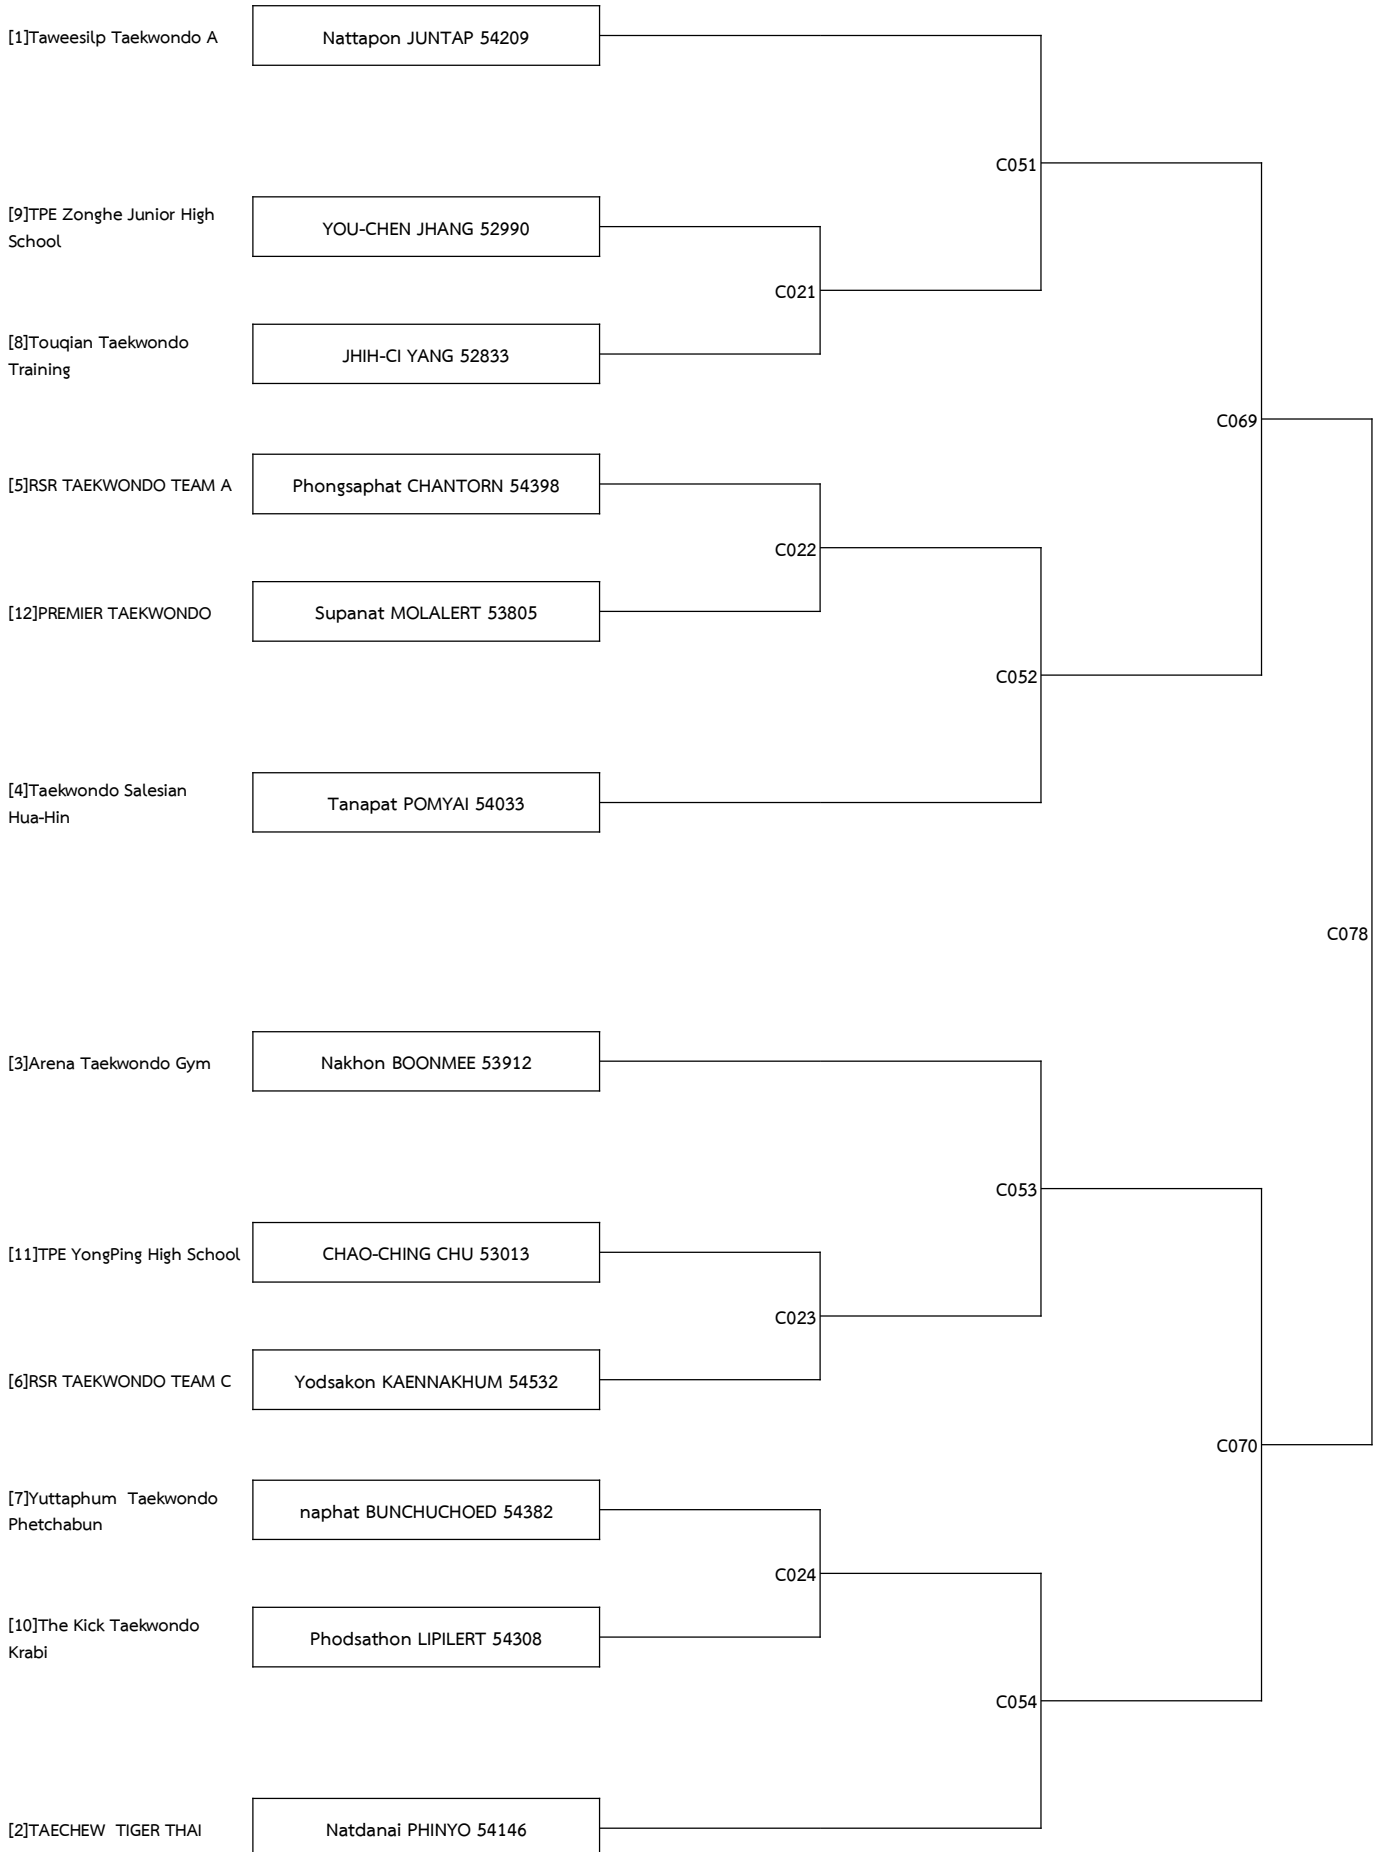 [1]Taweesilp Taekwondo A
Nattapon JUNTAP 54209
C051
[9]TPE Zonghe Junior High
School
YOU-CHEN JHANG 52990
C021
[8]Touqian Taekwondo
Training
JHIH-CI YANG 52833
C069
[5]RSR TAEKWONDO TEAM A
Phongsaphat CHANTORN 54398
C022
[12]PREMIER TAEKWONDO
Supanat MOLALERT 53805
C052
[4]Taekwondo Salesian
Hua-Hin
Tanapat POMYAI 54033
C078
[3]Arena Taekwondo Gym
Nakhon BOONMEE 53912
C053
[11]TPE YongPing High School
CHAO-CHING CHU 53013
C023
[6]RSR TAEKWONDO TEAM C
Yodsakon KAENNAKHUM 54532
C070
[7]Yuttaphum  Taekwondo
Phetchabun
naphat BUNCHUCHOED 54382
C024
[10]The Kick Taekwondo
Krabi
Phodsathon LIPILERT 54308
C054
[2]TAECHEW  TIGER THAI
Natdanai PHINYO 54146